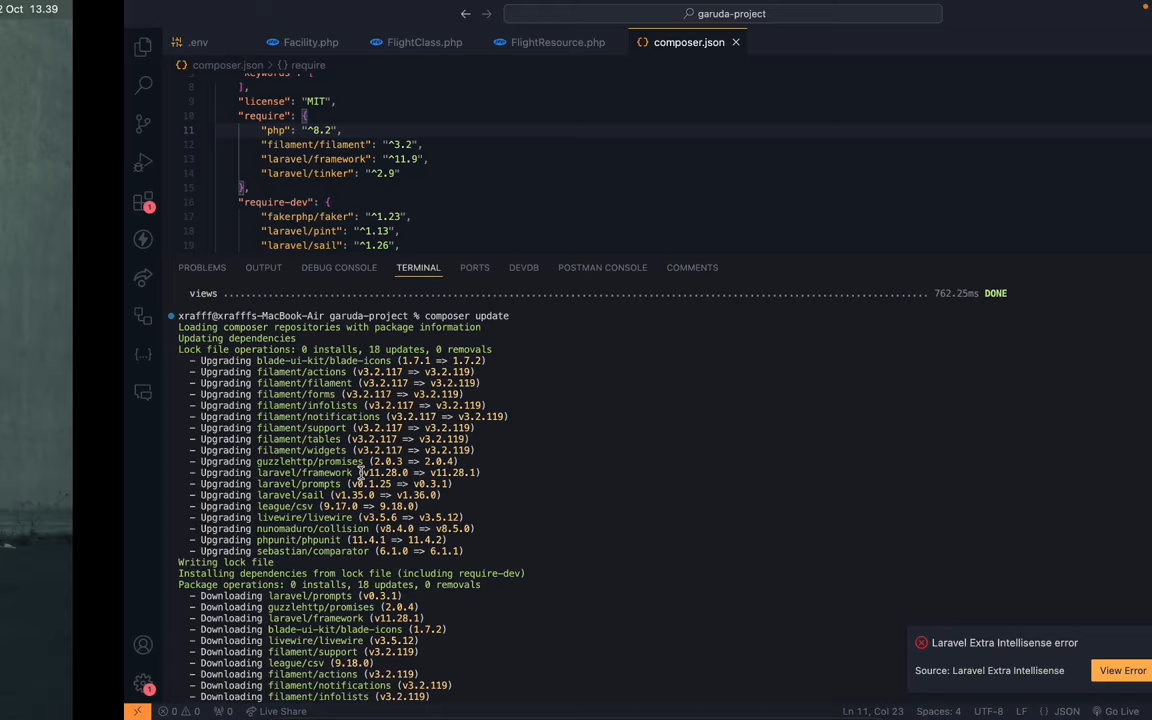 2 Oct 13.39
garuda-project
.env
Facility.php
FlightClass.php
FlightResource.php
composer.json
composer.json > require
8 ],
9 "license": "MIT",
10 "require": {
11 "php": "^8.2",
12 "filament/filament": "^3.2",
13 "laravel/framework": "^11.9",
14 "laravel/tinker": "^2.9"
15 },
16 "require-dev": {
17 "fakerphp/faker": "^1.23",
18 "laravel/pint": "^1.13",
19 "laravel/sail": "^1.26",
PROBLEMS OUTPUT DEBUG CONSOLE TERMINAL PORTS DEVDB POSTMAN CONSOLE COMMENTS
views ........................................................................................................................ 762.25ms DONE
xrafff@xrafffs-MacBook-Air garuda-project % composer update
Loading composer repositories with package information
Updating dependencies
Lock file operations: 0 installs, 18 updates, 0 removals
- Upgrading blade-ui-kit/blade-icons (1.7.1 => 1.7.2)
- Upgrading filament/actions (v3.2.117 => v3.2.119)
- Upgrading filament/filament (v3.2.117 => v3.2.119)
- Upgrading filament/forms (v3.2.117 => v3.2.119)
- Upgrading filament/infolists (v3.2.117 => v3.2.119)
- Upgrading filament/notifications (v3.2.117 => v3.2.119)
- Upgrading filament/support (v3.2.117 => v3.2.119)
- Upgrading filament/tables (v3.2.117 => v3.2.119)
- Upgrading filament/widgets (v3.2.117 => v3.2.119)
- Upgrading guzzlehttp/promises (2.0.3 => 2.0.4)
- Upgrading laravel/framework (v11.28.0 => v11.28.1)
- Upgrading laravel/prompts (v0.1.25 => v0.3.1)
- Upgrading laravel/sail (v1.35.0 => v1.36.0)
- Upgrading league/csv (9.17.0 => 9.18.0)
- Upgrading livewire/livewire (v3.5.6 => v3.5.12)
- Upgrading nunomaduro/collision (v8.4.0 => v8.5.0)
- Upgrading phpunit/phpunit (11.4.1 => 11.4.2)
- Upgrading sebastian/comparator (6.1.0 => 6.1.1)
Writing lock file
Installing dependencies from lock file (including require-dev)
Package operations: 0 installs, 18 updates, 0 removals
- Downloading laravel/prompts (v0.3.1)
- Downloading guzzlehttp/promises (2.0.4)
- Downloading laravel/framework (v11.28.1)
- Downloading blade-ui-kit/blade-icons (1.7.2)
- Downloading livewire/livewire (v3.5.12)
- Downloading filament/support (v3.2.119)
- Downloading league/csv (9.18.0)
- Downloading filament/actions (v3.2.119)
- Downloading filament/notifications (v3.2.119)
- Downloading filament/infolists (v3.2.119)
Laravel Extra Intellisense error
Source: Laravel Extra Intellisense
View Error
1
1
0 0 0 Live Share Ln 11, Col 23 Spaces: 4 UTF-8 LF { } JSON Go Live